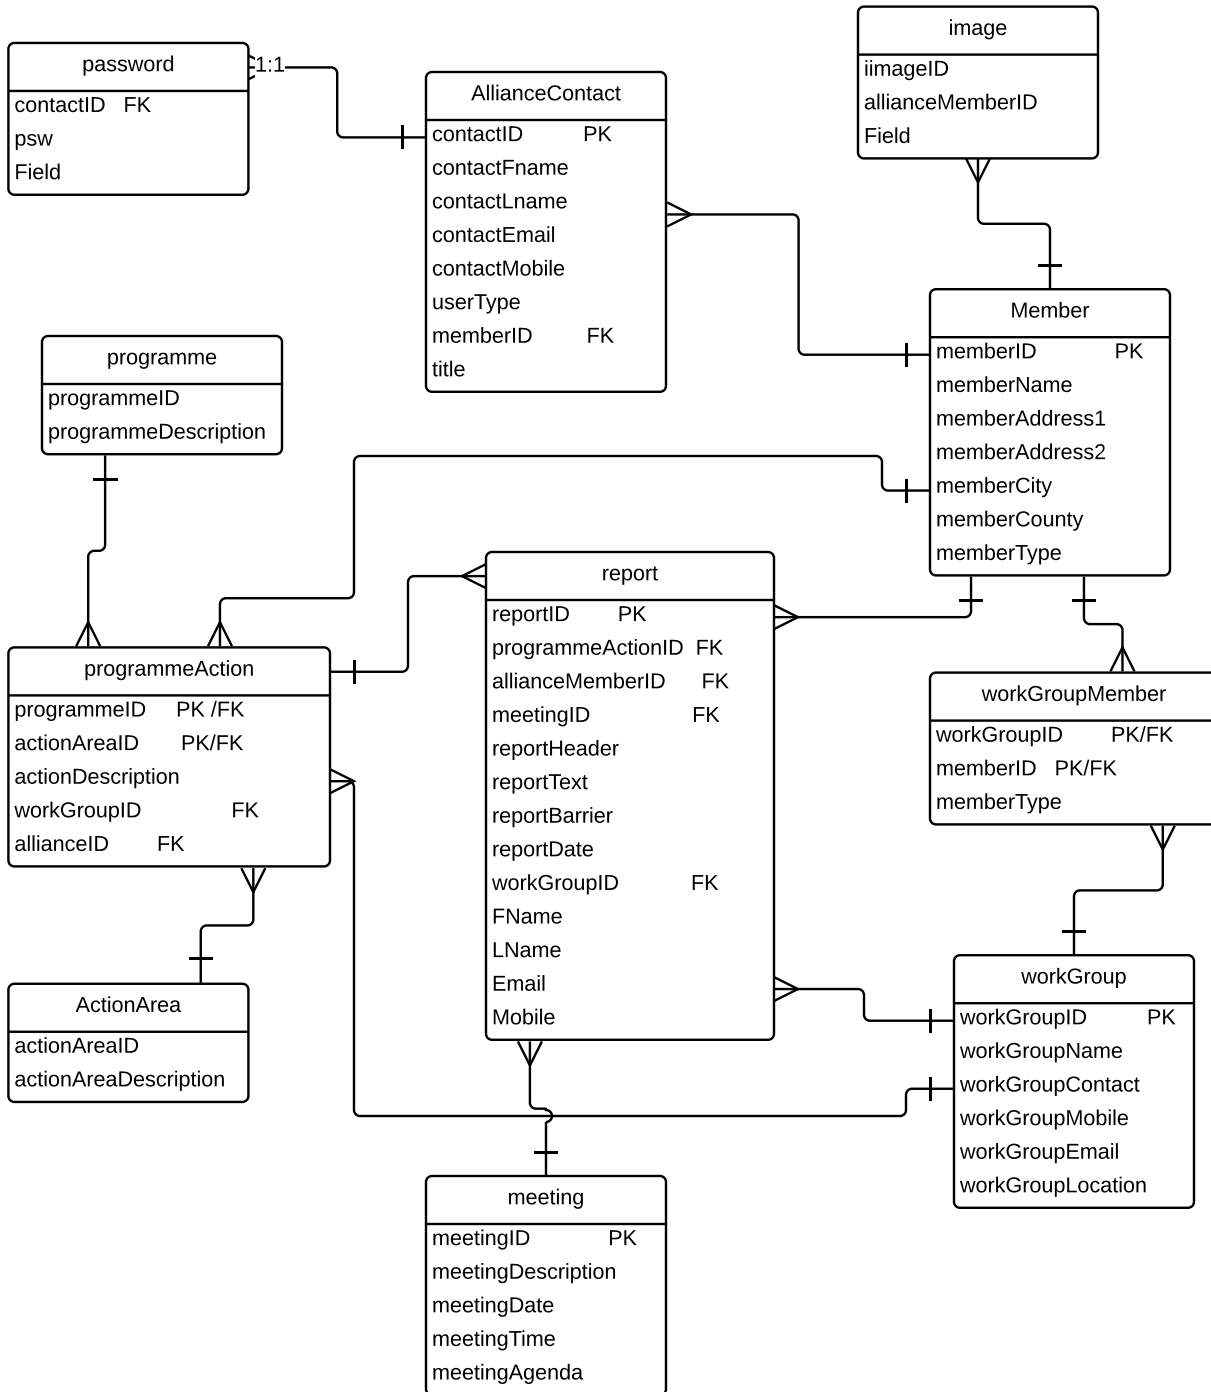 image
iimageID
allianceMemberID
Field
password
contactID FK
psw
Field
1:1
AllianceContact
contactID PK
contactFname
contactLname
contactEmail
contactMobile
userType
memberID FK
title
Member
memberID PK
memberName
memberAddress1
memberAddress2
memberCity
memberCounty
memberType
programme
programmeID
programmeDescription
report
reportID PK
programmeActionID FK
allianceMemberID FK
meetingID FK
reportHeader
reportText
reportBarrier
reportDate
workGroupID FK
FName
LName
Email
Mobile
programmeAction
programmeID PK /FK
actionAreaID PK/FK
actionDescription
workGroupID FK
allianceID FK
workGroupMember
workGroupID PK/FK
memberID PK/FK
memberType
ActionArea
actionAreaID
actionAreaDescription
workGroup
workGroupID PK
workGroupName
workGroupContact
workGroupMobile
workGroupEmail
workGroupLocation
meeting
meetingID PK
meetingDescription
meetingDate
meetingTime
meetingAgenda